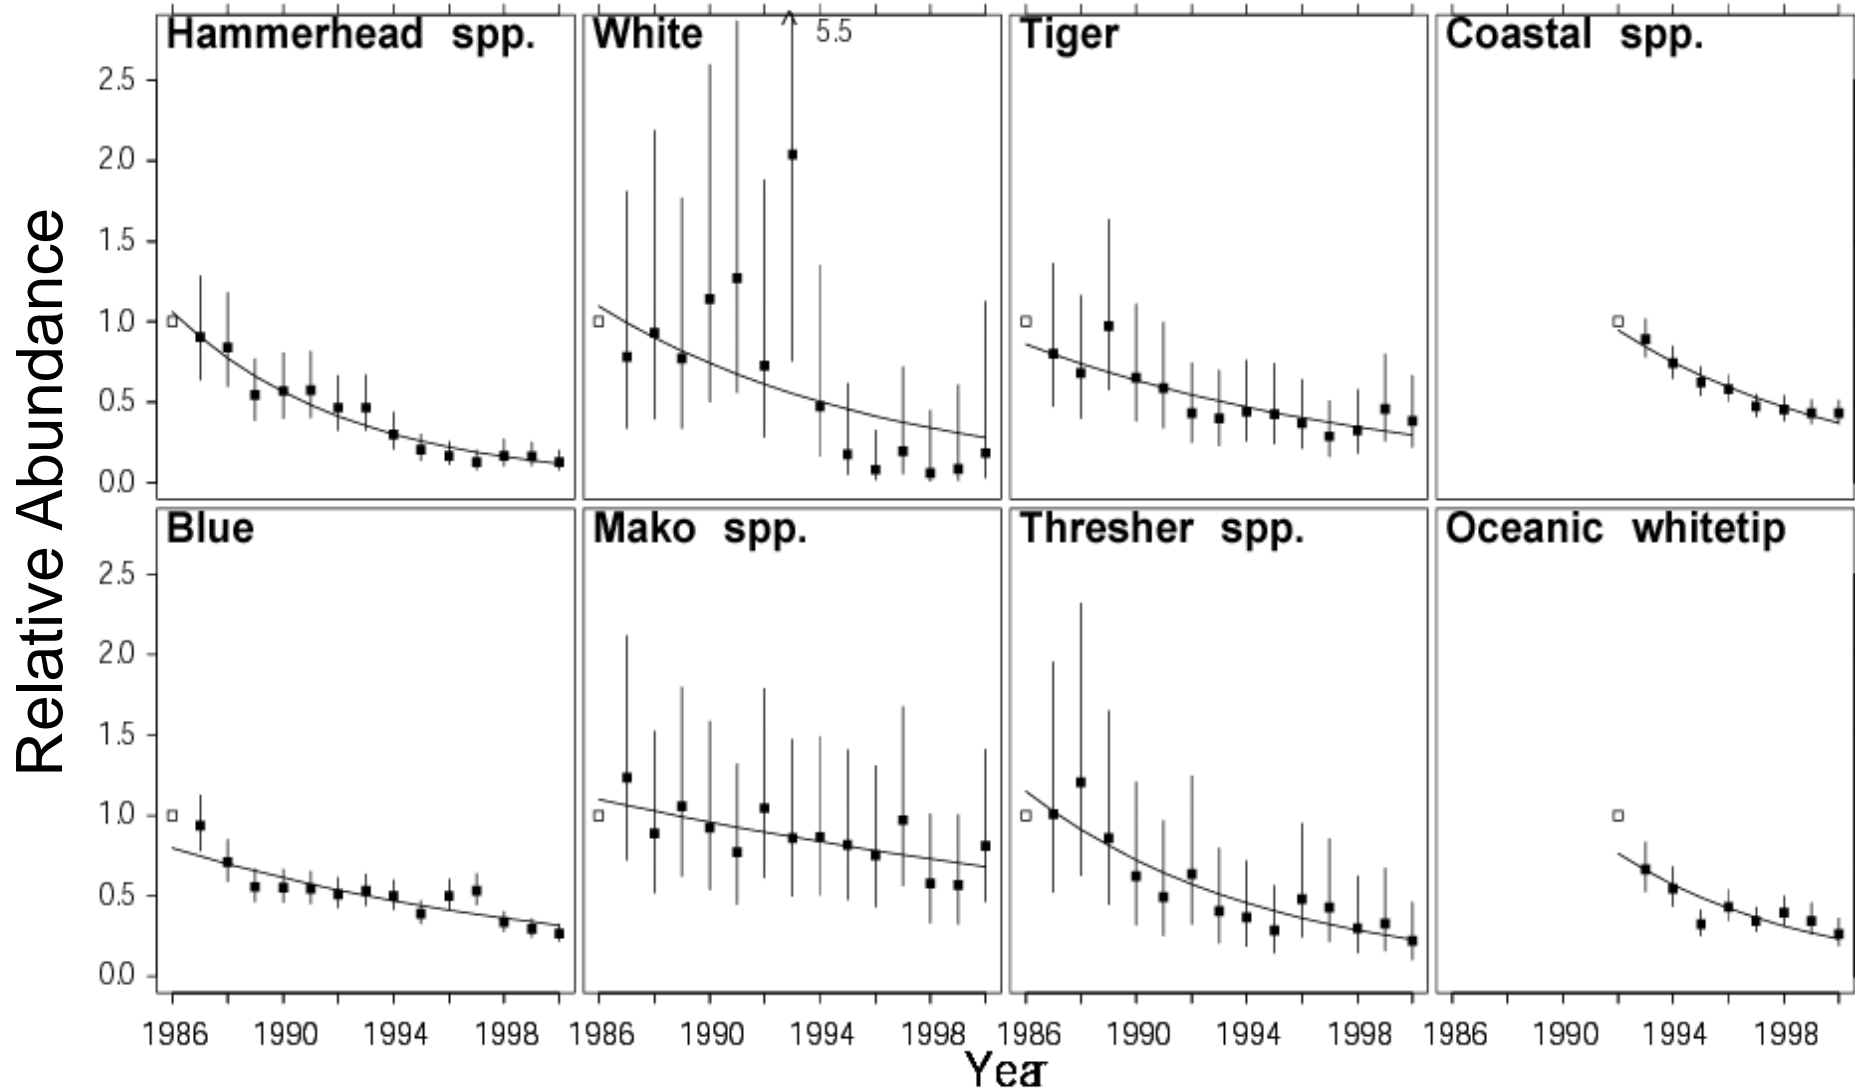 Hammerhead spp.
White
5.5
Tiger
Coastal spp.
2.5
2.0
1.5
1.0
0.5
0.0
Relative Abundance
Blue
Mako spp.
Thresher spp.
Oceanic whitetip
2.5
2.0
1.5
1.0
0.5
0.0
1986 1990 1994 1998 1986 1990 1994 1998 1986 1990 1994 1998 1986 1990 1994 1998
Year